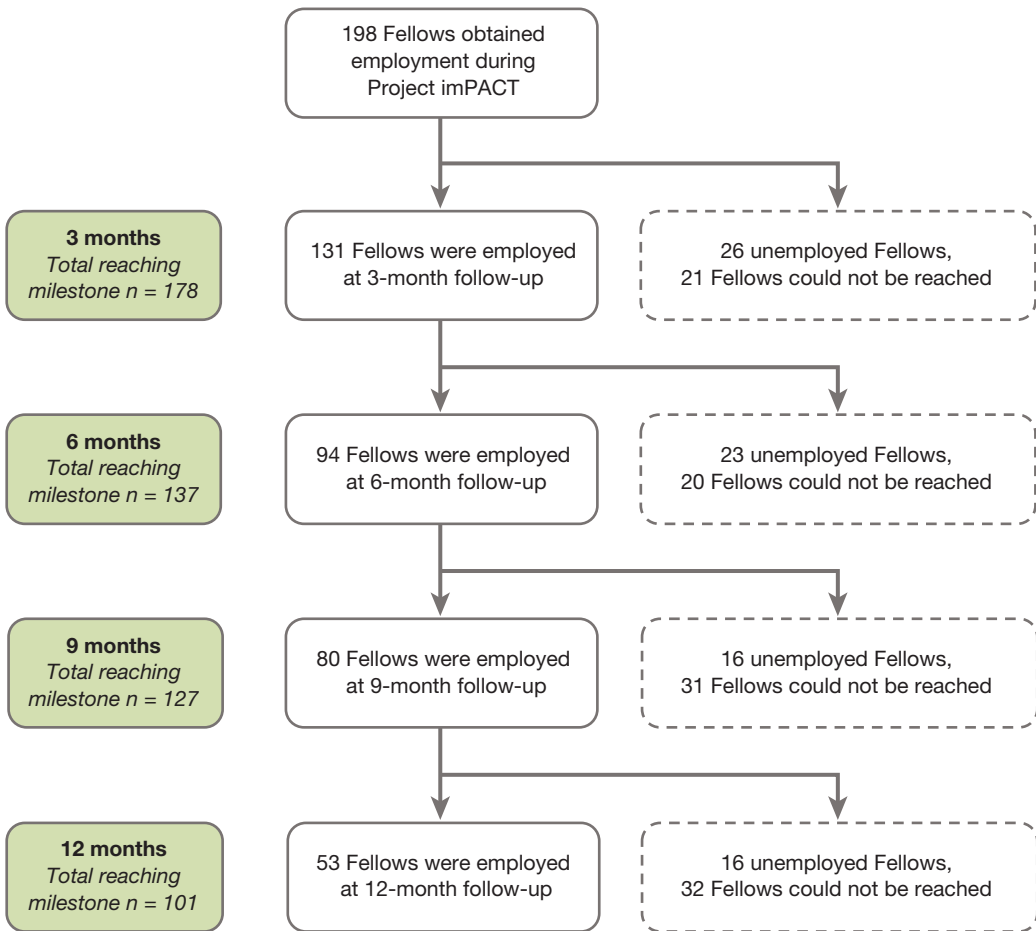 198 Fellows obtained
employment during
Project imPACT
3 months
Total reaching
milestone n = 178
131 Fellows were employed
at 3-month follow-up
26 unemployed Fellows,
21 Fellows could not be reached
6 months
Total reaching
milestone n = 137
94 Fellows were employed
at 6-month follow-up
23 unemployed Fellows,
20 Fellows could not be reached
9 months
Total reaching
milestone n = 127
80 Fellows were employed
at 9-month follow-up
16 unemployed Fellows,
31 Fellows could not be reached
12 months
Total reaching
milestone n = 101
53 Fellows were employed
at 12-month follow-up
16 unemployed Fellows,
32 Fellows could not be reached